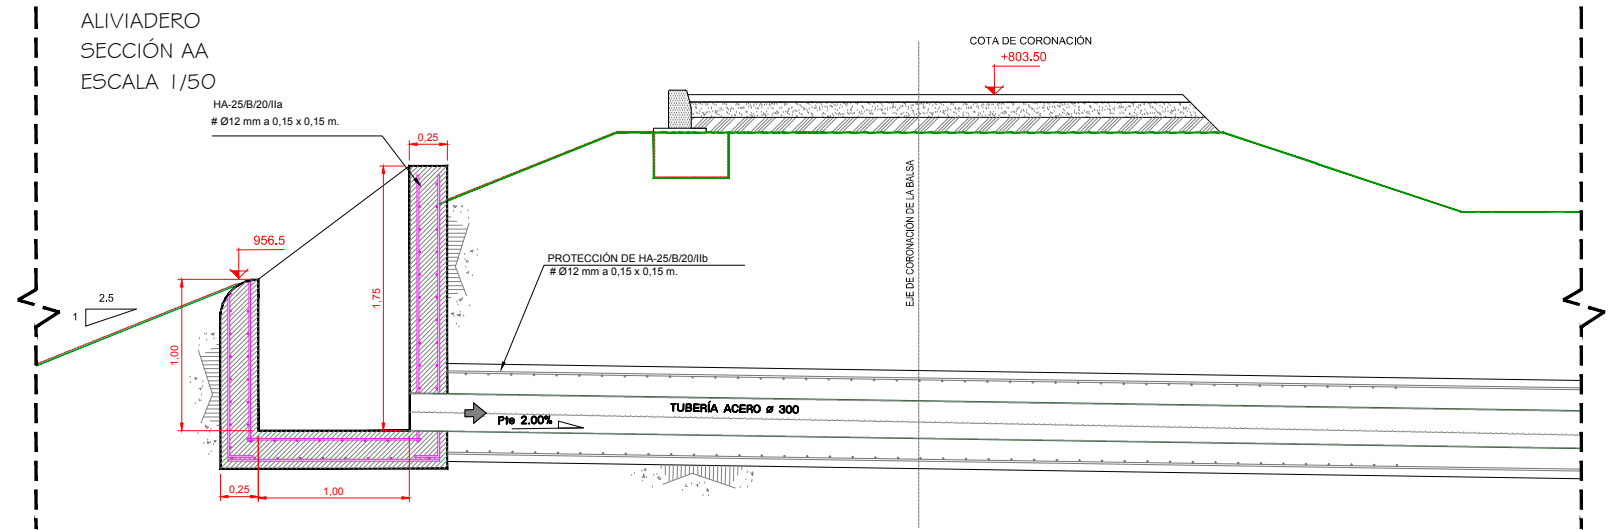 ALIVIADERO
SECCIÓN AA
ESCALA 1/50
HA-25/B/20/IIa
# Ø12 mm a 0,15 x 0,15 m.
0,25
COTA DE CORONACIÓN
+803.50
EJE DE CORONACIÓN DE LA BALSA
956.5
PROTECCIÓN DE HA-25/B/20/IIb
# Ø12 mm a 0,15 x 0,15 m.
2.5
1
1,75
1,00
TUBERÍA ACERO ø 300
Pte 2.00%
0,25
1,00